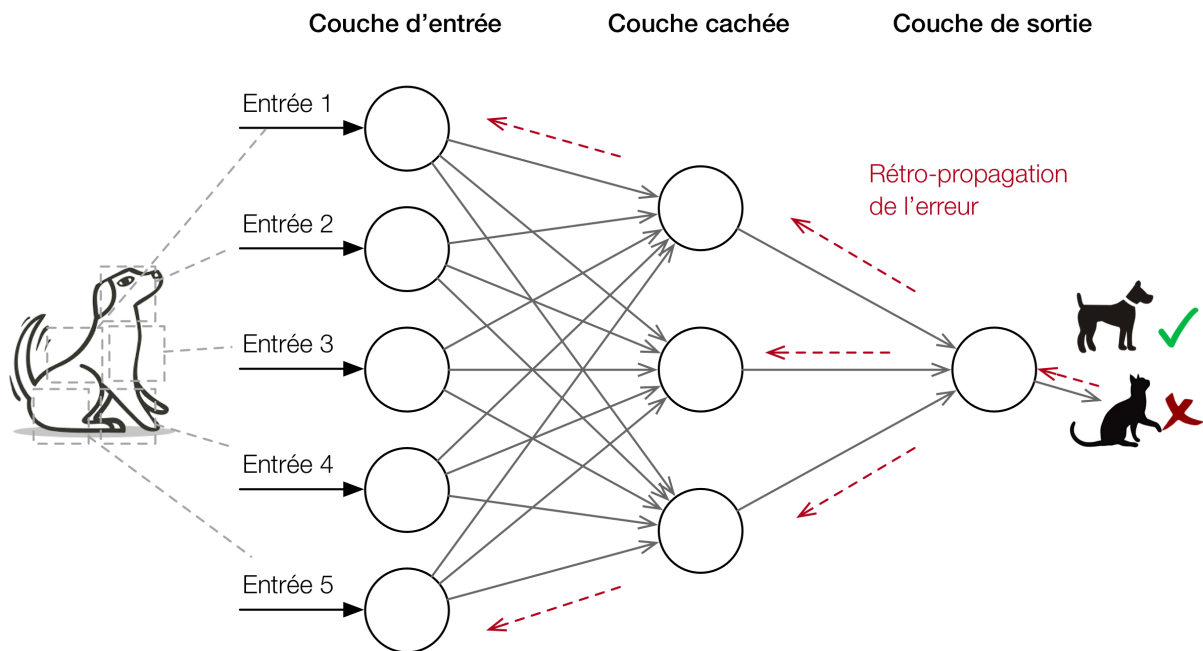 Couche d’entrée
Couche cachée
Couche de sortie
Entrée 1
Entrée 2
Entrée 3
Entrée 4
Entrée 5
Rétro-propagation
de l’erreur